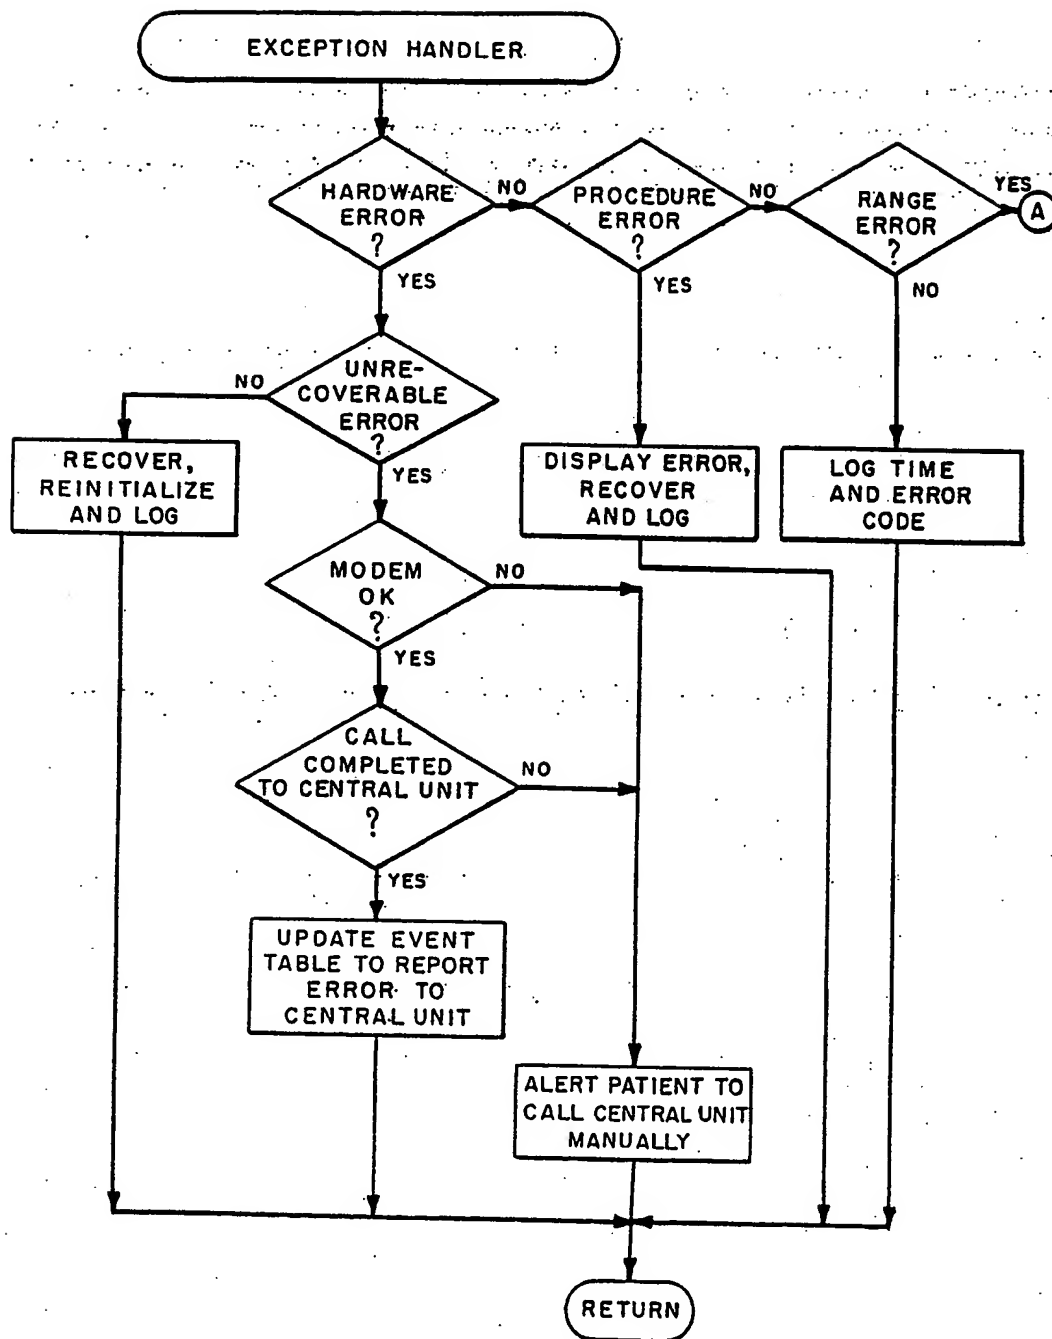 EXCEPTION HANDLER
HARDWARE
ERROR
?
NO
YES
PROCEDURE
ERROR
?
NO
YES
RANGE
ERROR
?
YES
NO
A
UNRE-
COVERABLE
ERROR
?
NO
YES
RECOVER,
REINITIALIZE
AND LOG
DISPLAY ERROR,
RECOVER
AND LOG
LOG TIME
AND ERROR
CODE
MODEM
OK
?
NO
YES
CALL
COMPLETED
TO CENTRAL UNIT
?
NO
YES
UPDATE EVENT
TABLE TO REPORT
ERROR TO
CENTRAL UNIT
ALERT PATIENT TO
CALL CENTRAL UNIT
MANUALLY
RETURN